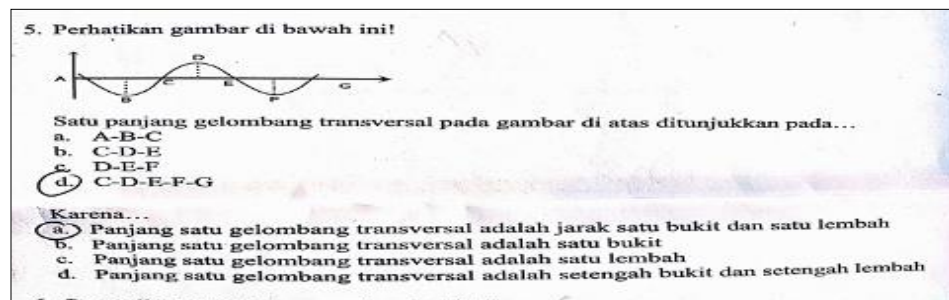 5. Perhatikan gambar di bawah ini!
D
A C E G
B F
Satu panjang gelombang transversal pada gambar di atas ditunjukkan pada...
a. A-B-C
b. C-D-E
c. D-E-F
d. C-D-E-F-G
Karena...
a. Panjang satu gelombang transversal adalah jarak satu bukit dan satu lembah
b. Panjang satu gelombang transversal adalah satu bukit
c. Panjang satu gelombang transversal adalah satu lembah
d. Panjang satu gelombang transversal adalah setengah bukit dan setengah lembah